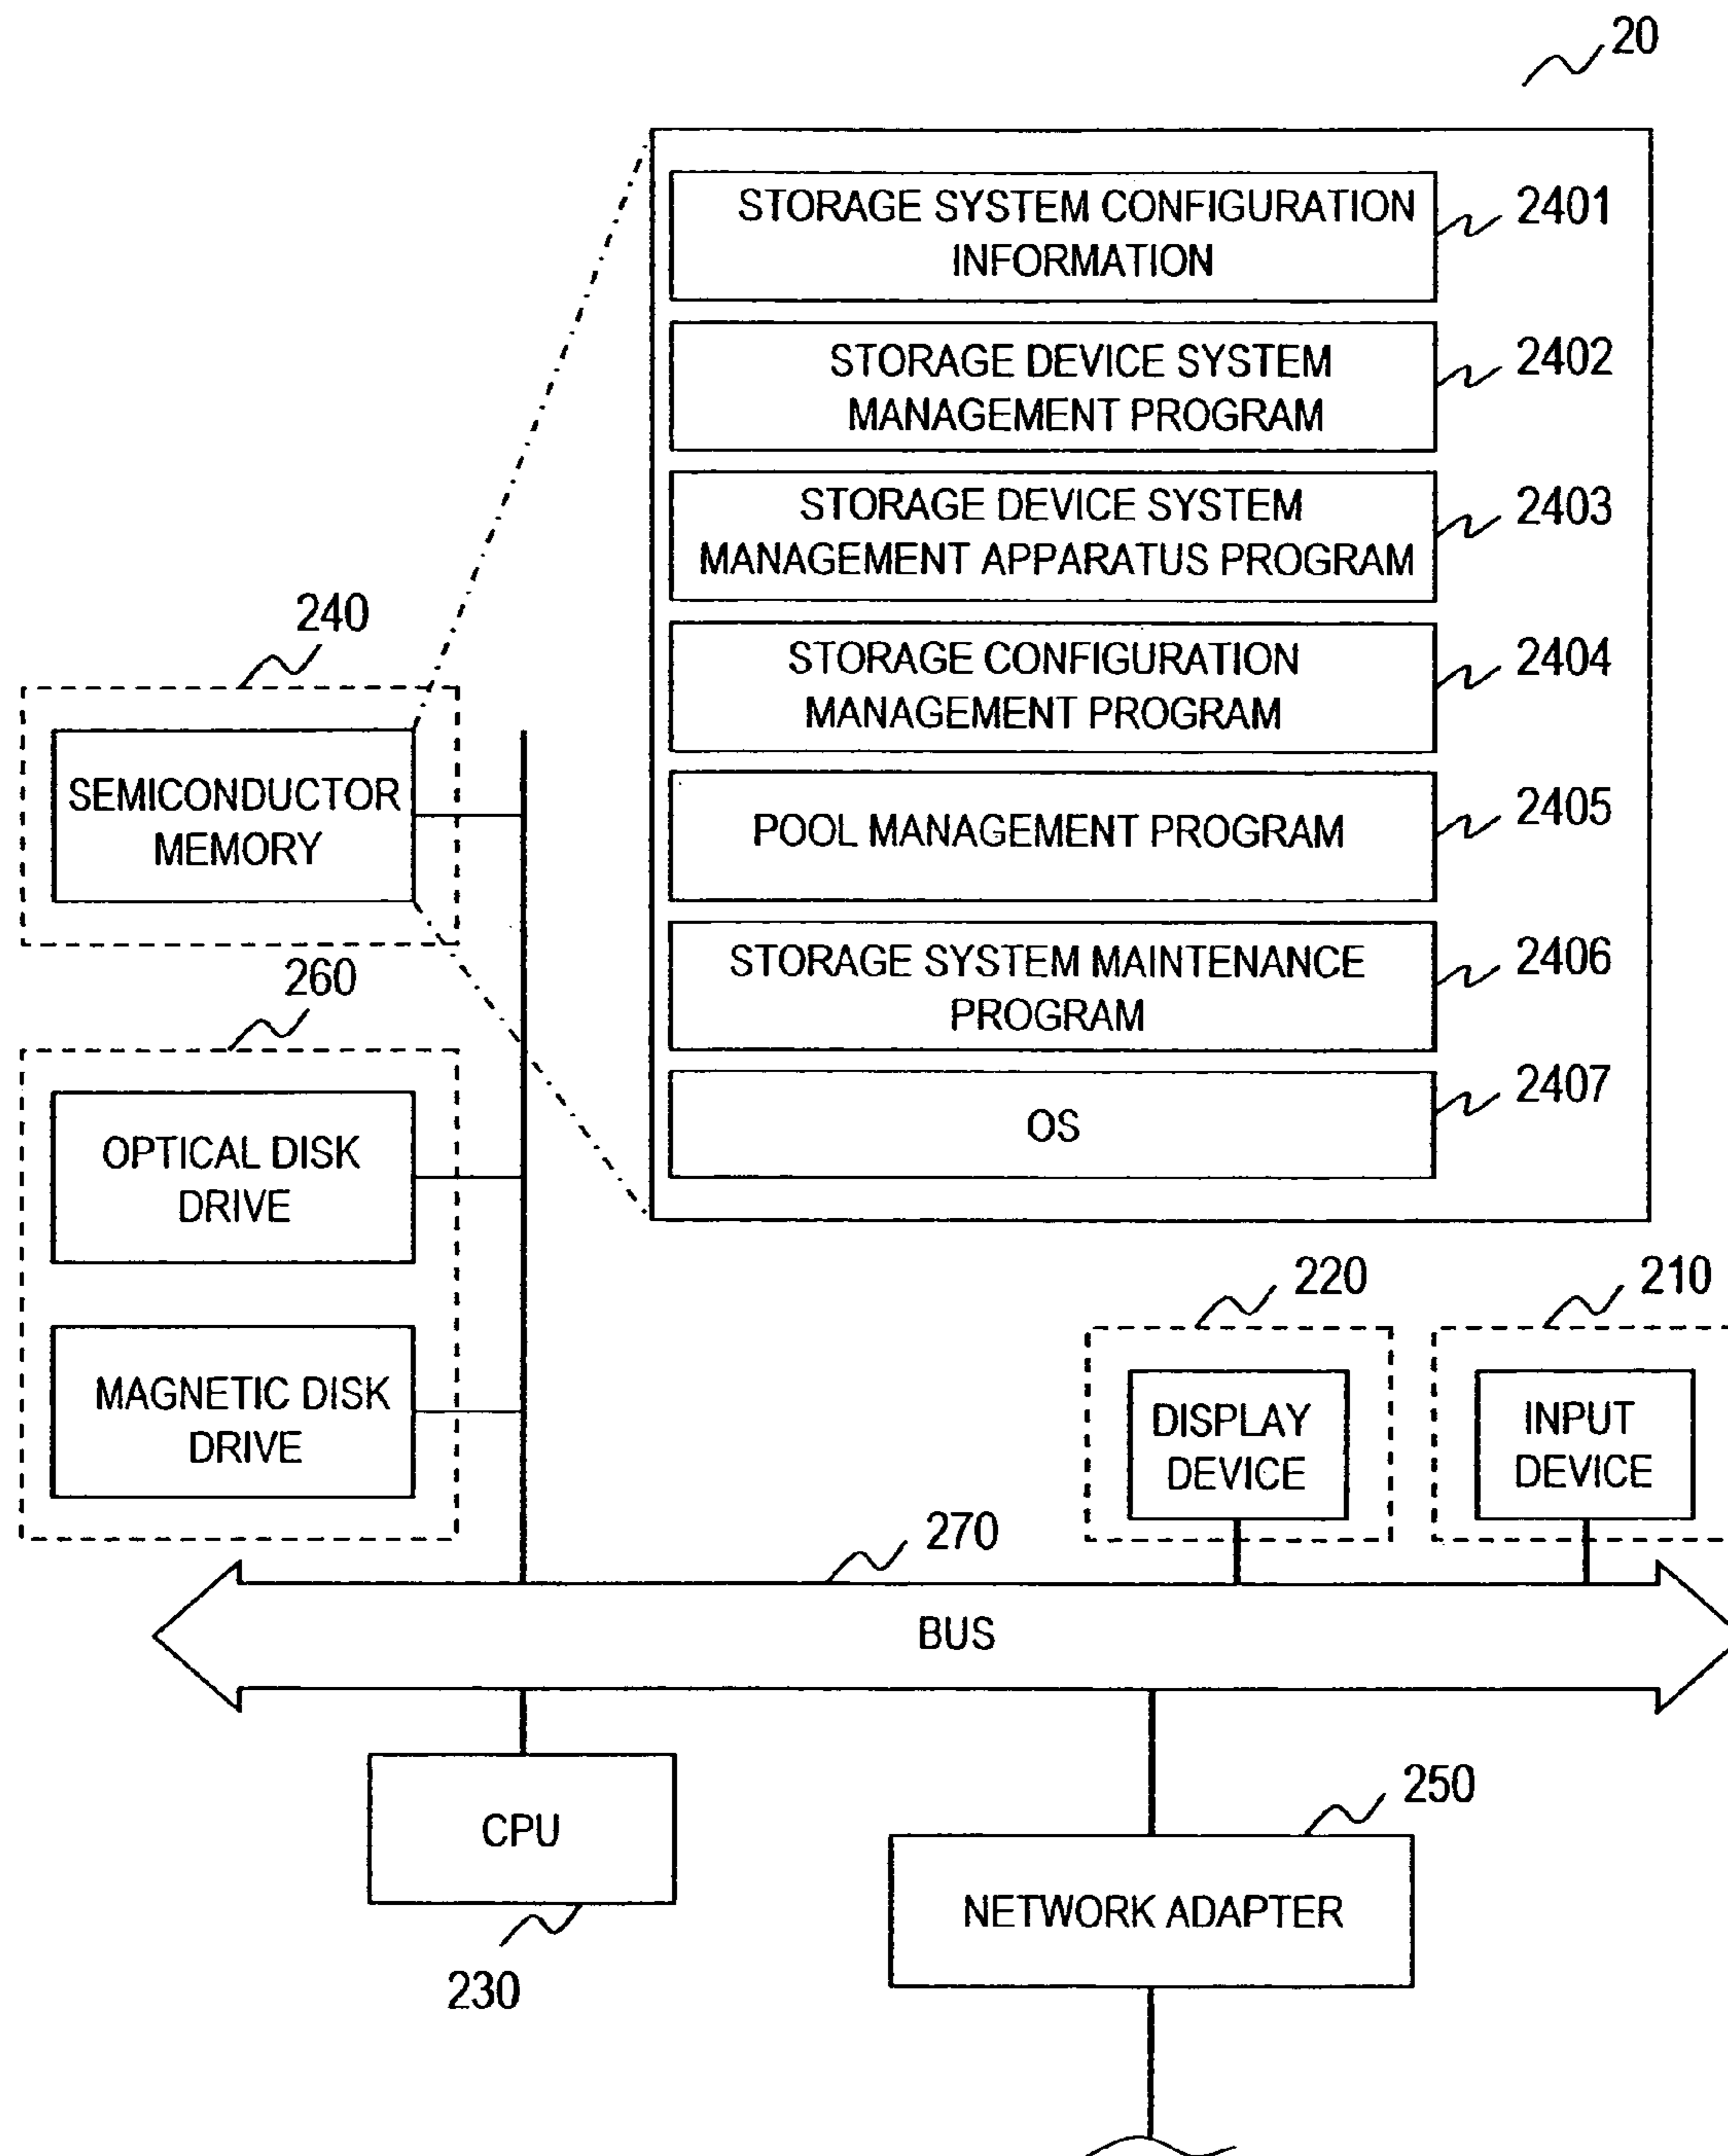 20
STORAGE SYSTEM CONFIGURATION
INFORMATION
2401
STORAGE DEVICE SYSTEM
MANAGEMENT PROGRAM
2402
STORAGE DEVICE SYSTEM
MANAGEMENT APPARATUS PROGRAM
2403
STORAGE CONFIGURATION
MANAGEMENT PROGRAM
2404
POOL MANAGEMENT PROGRAM
2405
STORAGE SYSTEM MAINTENANCE
PROGRAM
2406
OS
2407
240
SEMICONDUCTOR
MEMORY
260
OPTICAL DISK
DRIVE
MAGNETIC DISK
DRIVE
220
DISPLAY
DEVICE
210
INPUT
DEVICE
270
BUS
CPU
230
250
NETWORK ADAPTER